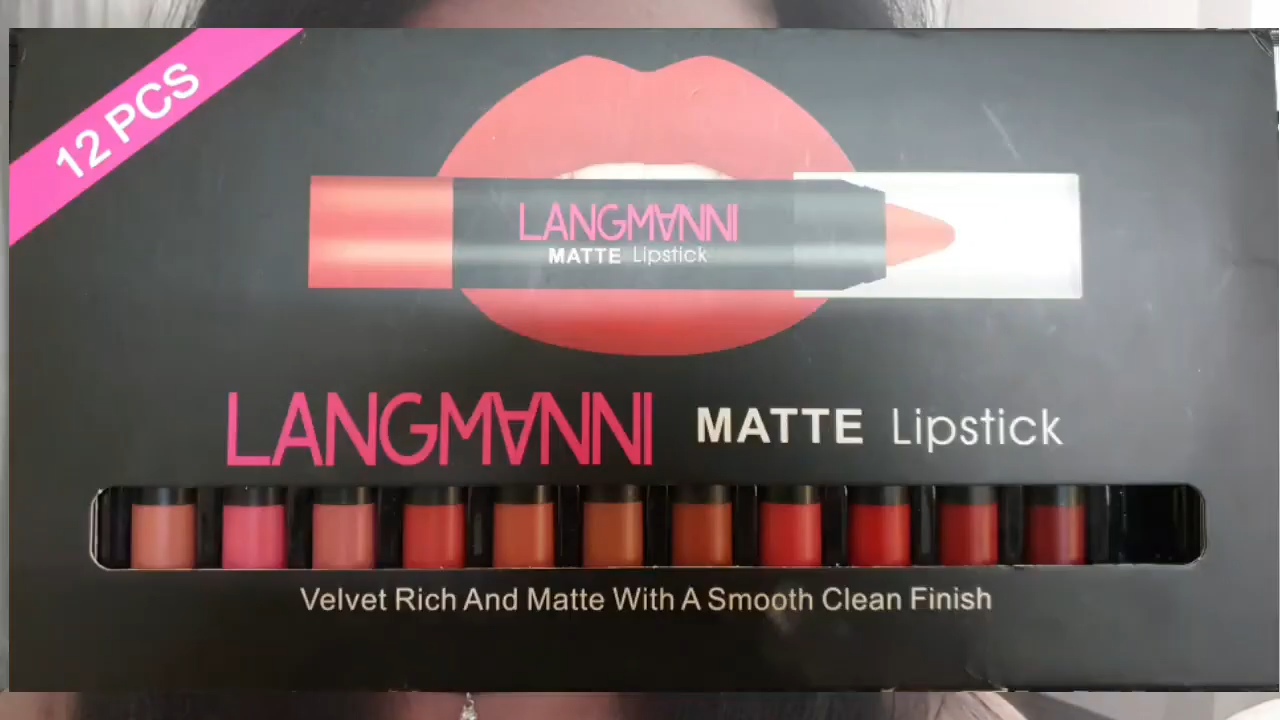 12 PCS
LANGMANNI
MATTE Lipstick
LANGMANNI MATTE Lipstick
Velvet Rich And Matte With A Smooth Clean Finish